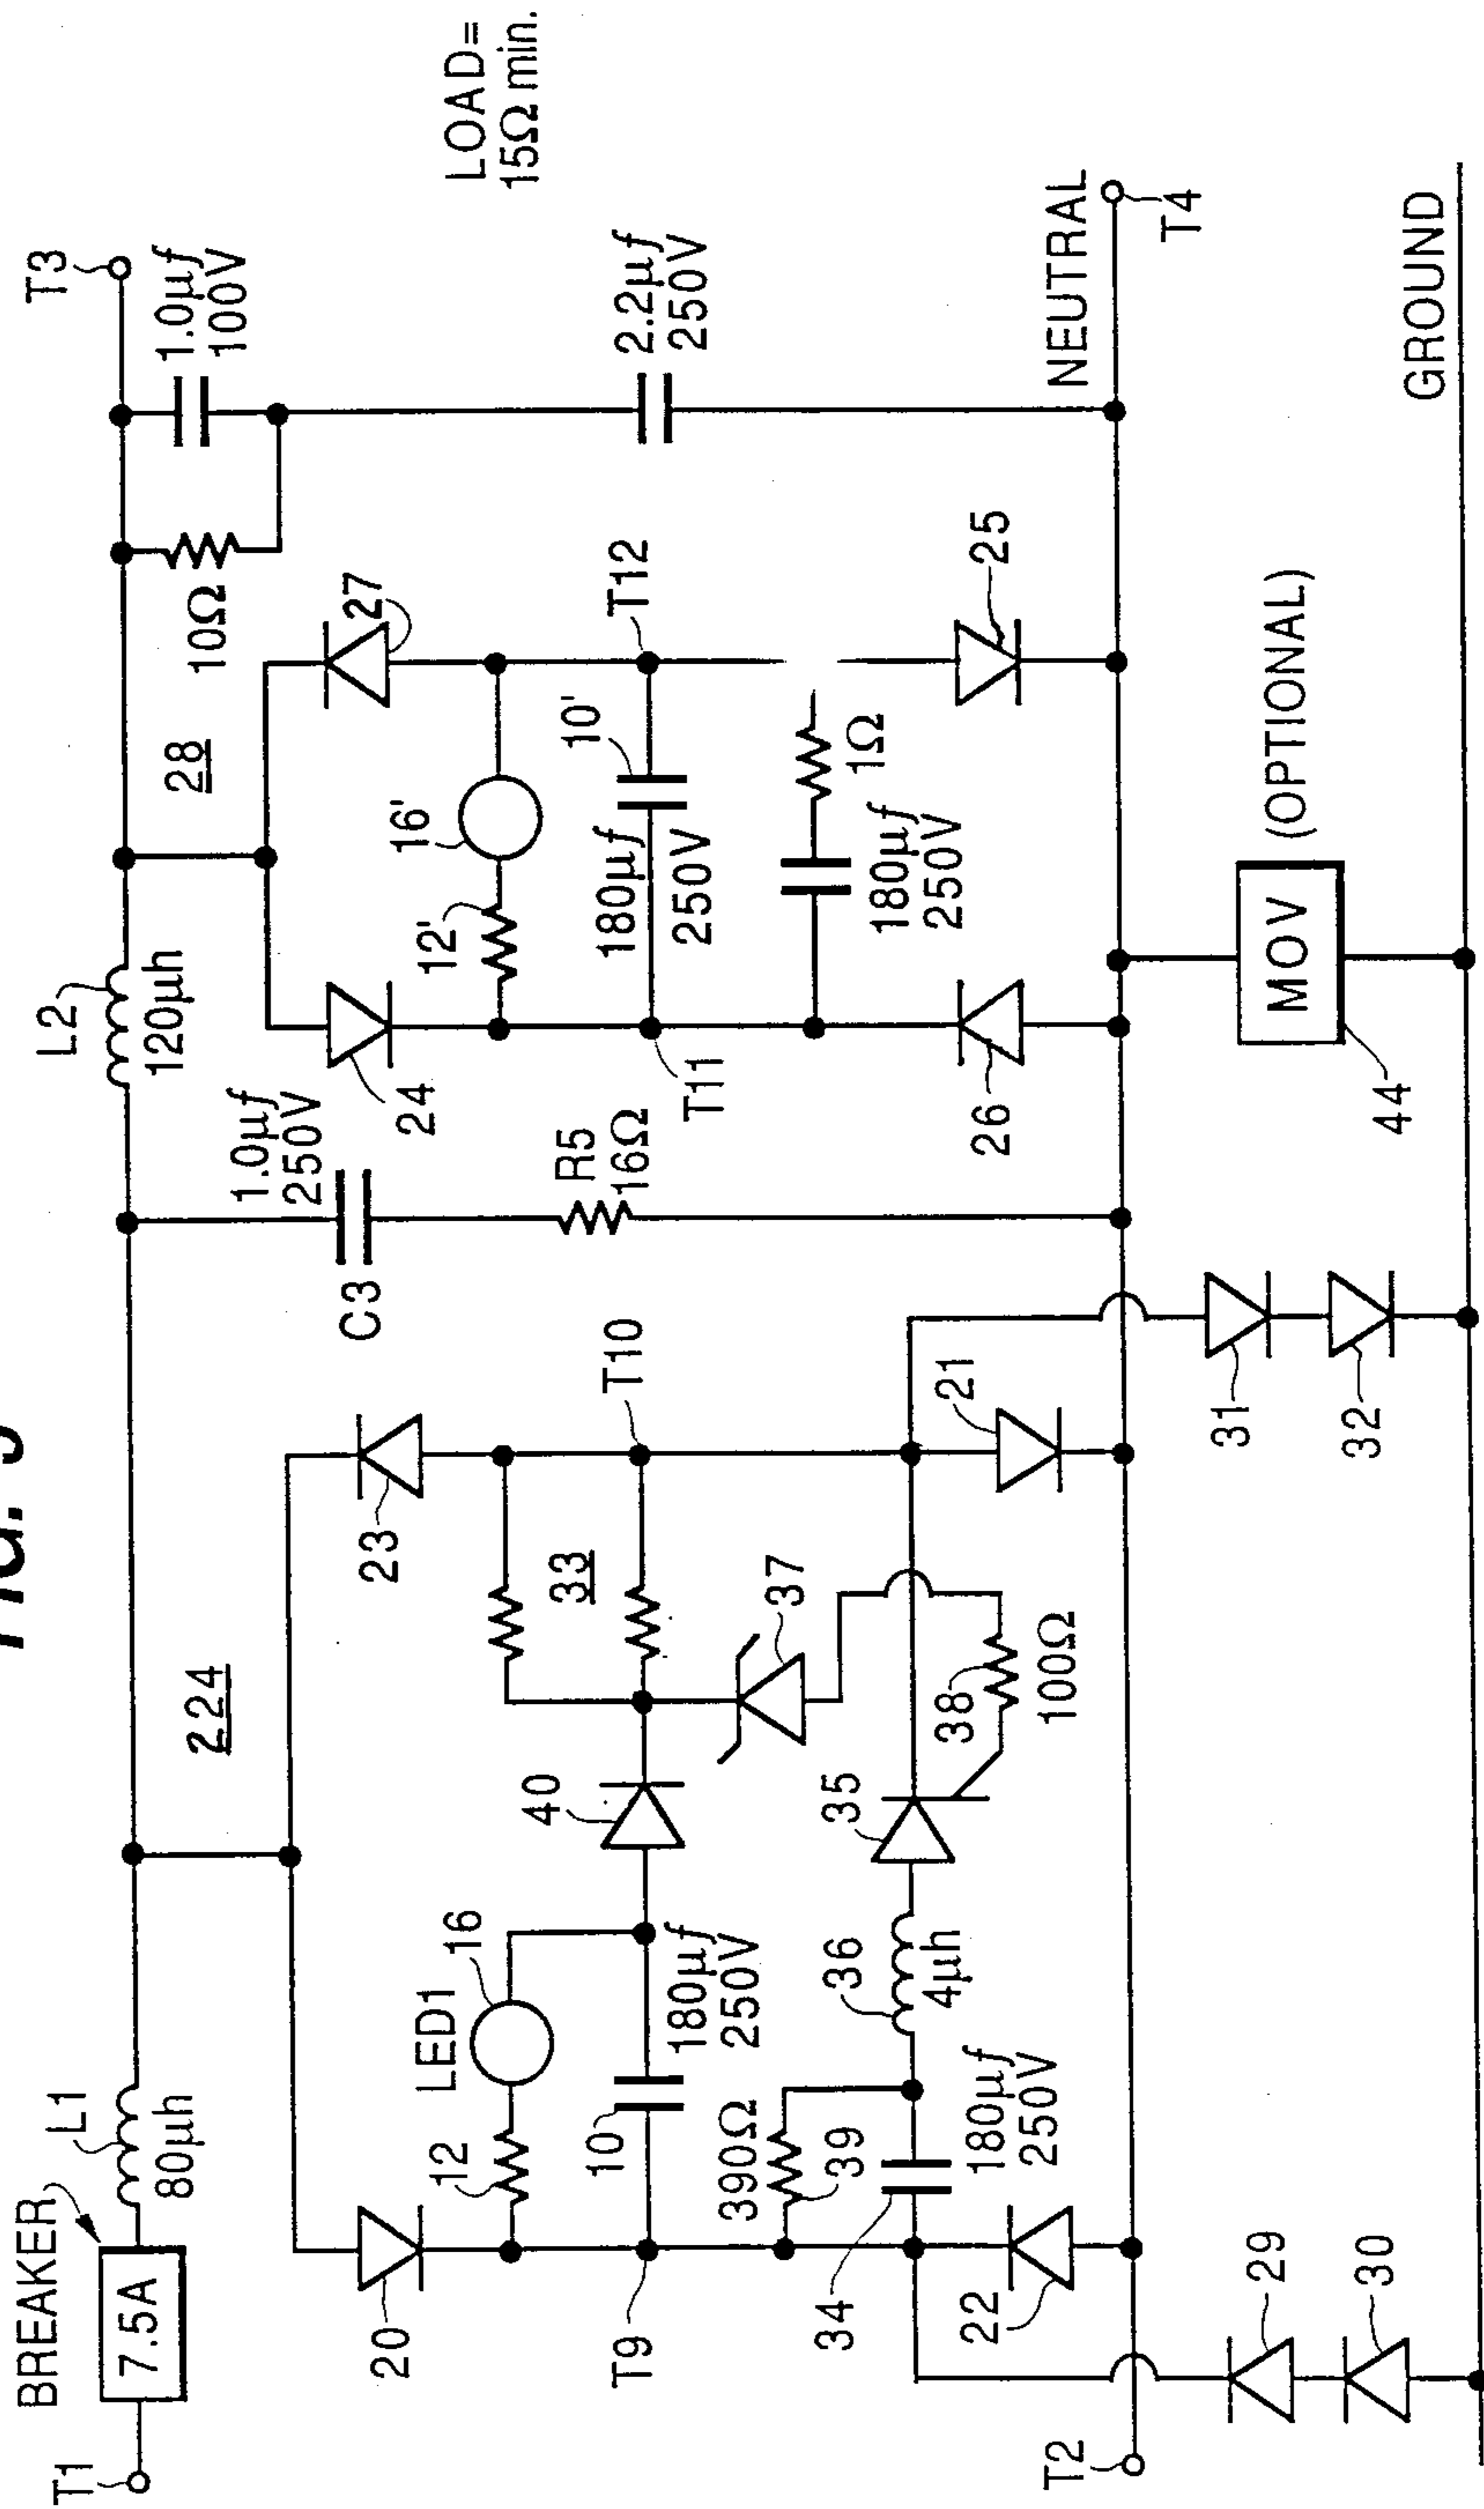 BREAKER
7.5A
T1
L1
80μh
224
L2
120μh
28
10Ω
T3
1.0μf
100V
LOAD=
15Ω min.
20
LED1
16
12
10
180μf
250V
40
23
33
T10
37
T9
390Ω
39
36
4μh
35
38
100Ω
34
180μf
250V
22
21
C3
1.0μf
250V
R5
16Ω
24
12'
16'
27
T11
180μf
250V
10'
T12
180μf
250V
1Ω
26
25
2.2μf
250V
NEUTRAL
T4
T2
29
30
31
32
44
MOV
(OPTIONAL)
GROUND